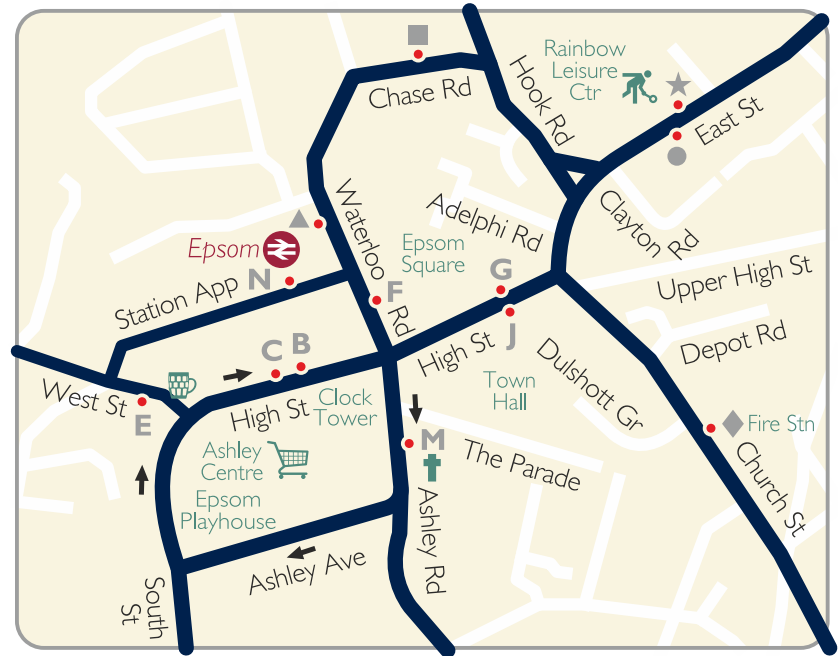 Chase Rd
Hook Rd
Rainbow
Leisure
Ctr
East St
Waterloo
Rd
Adelphi Rd
Clayton
Rd
Epsom
Epsom
Square
Station App
N
F
G
J
Upper High St
Depot Rd
C
B
High St
High St
Dulshott Gr
West St
E
Clock
Tower
Town
Hall
M
Fire Stn
Ashley
Centre
Epsom
Playhouse
The Parade
Church St
Ashley Rd
Ashley Ave
South
St